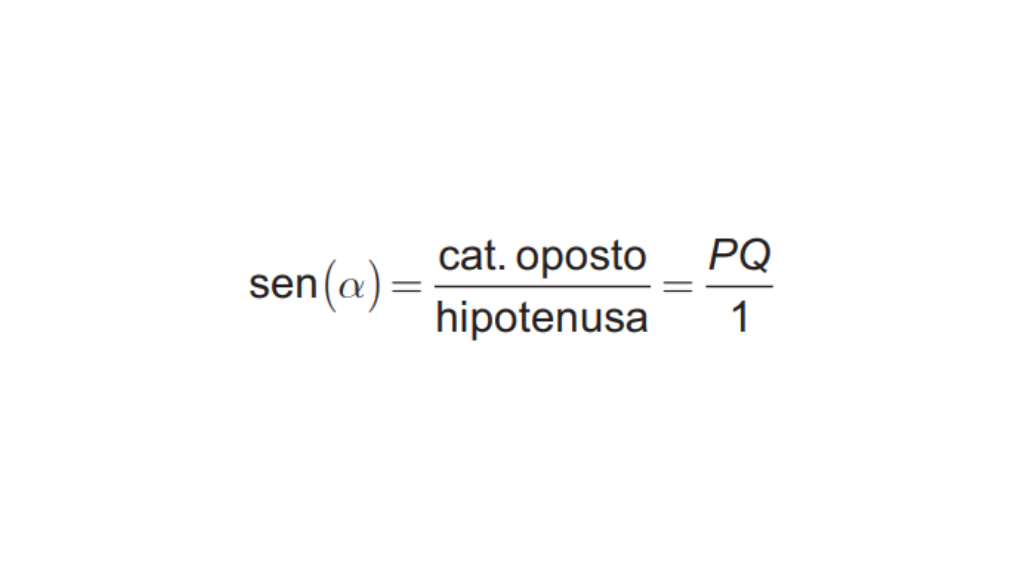 sen(α) = cat. oposto / hipotenusa = PQ / 1